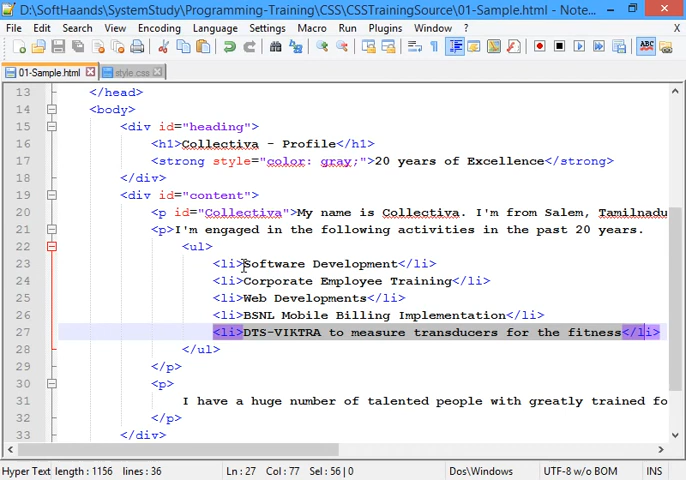 D:\SoftHaands\SystemStudy\Programming-Training\CSS\CSSTrainingSource\01-Sample.html - Note...
File Edit Search View Encoding Language Settings Macro Run Plugins Window ? X
01-Sample.html style.css
13 </head>
14 <body>
15 <div id="heading">
16 <h1>Collectiva - Profile</h1>
17 <strong style="color: gray;">20 years of Excellence</strong>
18 </div>
19 <div id="content">
20 <p id="Collectiva">My name is Collectiva. I'm from Salem, Tamilnadu
21 <p>I'm engaged in the following activities in the past 20 years.
22 <ul>
23 <li>Software Development</li>
24 <li>Corporate Employee Training</li>
25 <li>Web Developments</li>
26 <li>BSNL Mobile Billing Implementation</li>
27 <li>DTS-VIKTRA to measure transducers for the fitness</li>
28 </ul>
29 </p>
30 <p>
31 I have a huge number of talented people with greatly trained fo
32 </p>
33 </div>
Hyper Text length : 1156 lines : 36 Ln : 27 Col : 77 Sel : 56 | 0 Dos\Windows UTF-8 w/o BOM INS